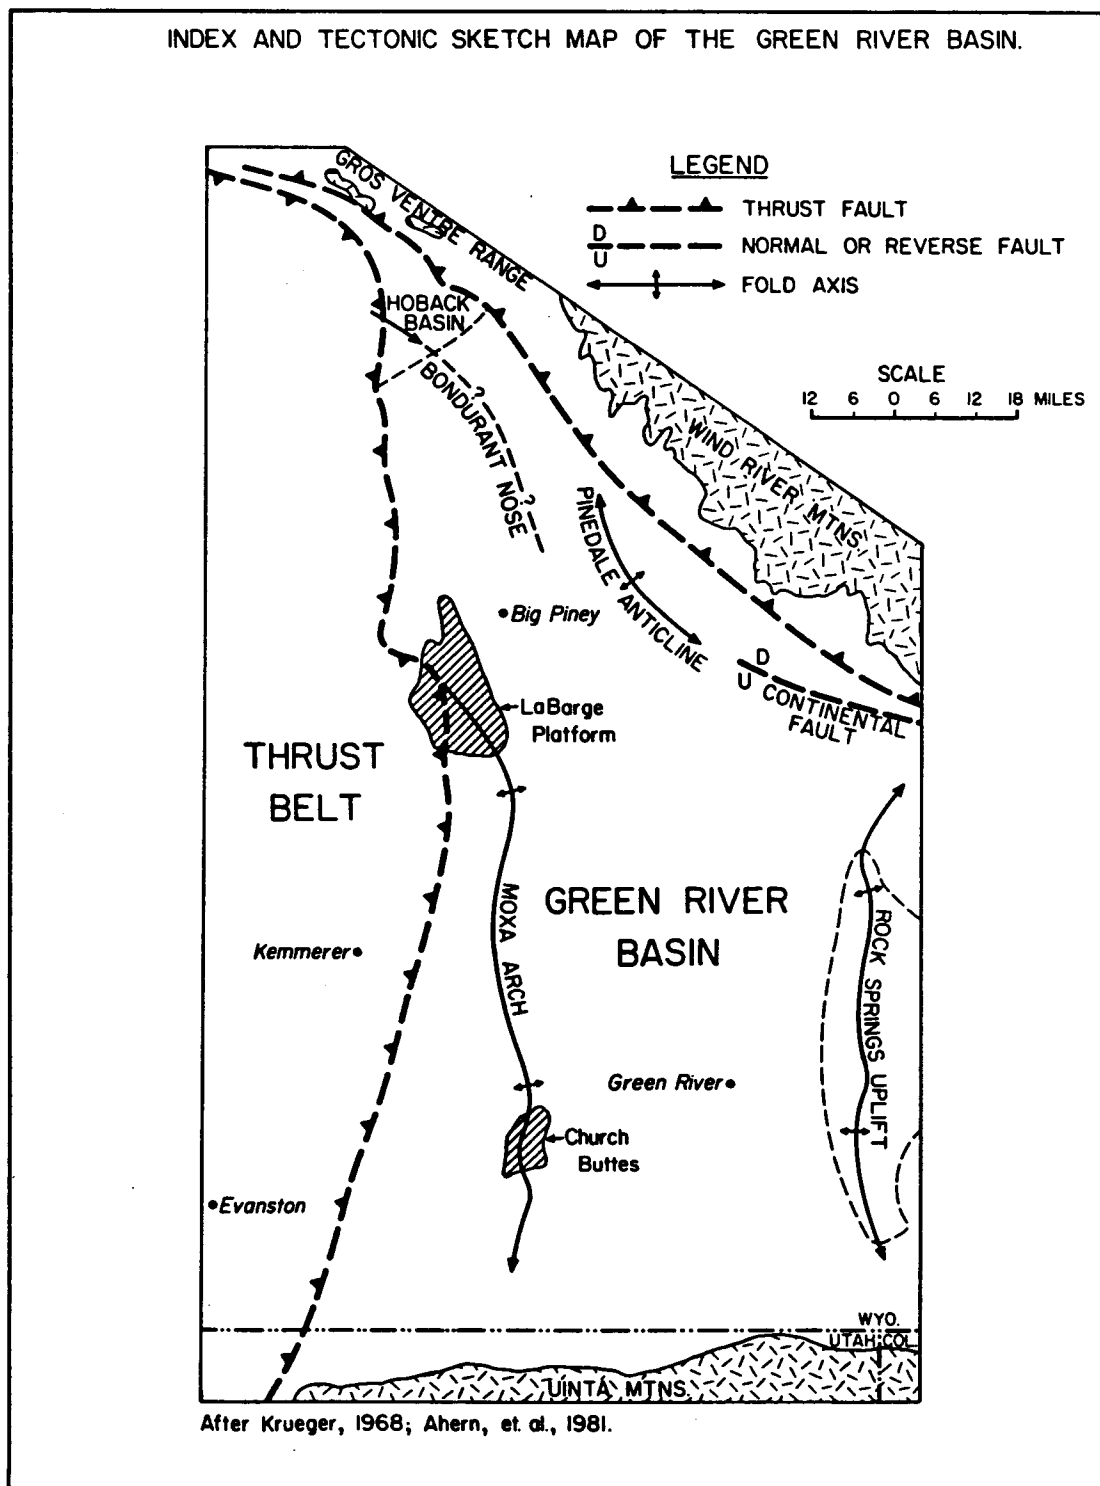 INDEX AND TECTONIC SKETCH MAP OF THE GREEN RIVER BASIN.
LEGEND
THRUST FAULT
D
U
NORMAL OR REVERSE FAULT
FOLD AXIS
SCALE
12 6 0 6 12 18 MILES
GROS VENTRE RANGE
HOBACK
BASIN
BONDURANT NOSE
?
?
WIND RIVER MTNS.
PINEDALE ANTICLINE
Big Piney
D
U
CONTINENTAL
FAULT
LaBarge
Platform
THRUST
BELT
MOXA ARCH
GREEN RIVER
BASIN
ROCK SPRINGS UPLIFT
Kemmerer
Green River
Church
Buttes
Evanston
WYO.
UTAH COL.
UINTA MTNS.
After Krueger, 1968; Ahern, et. al., 1981.